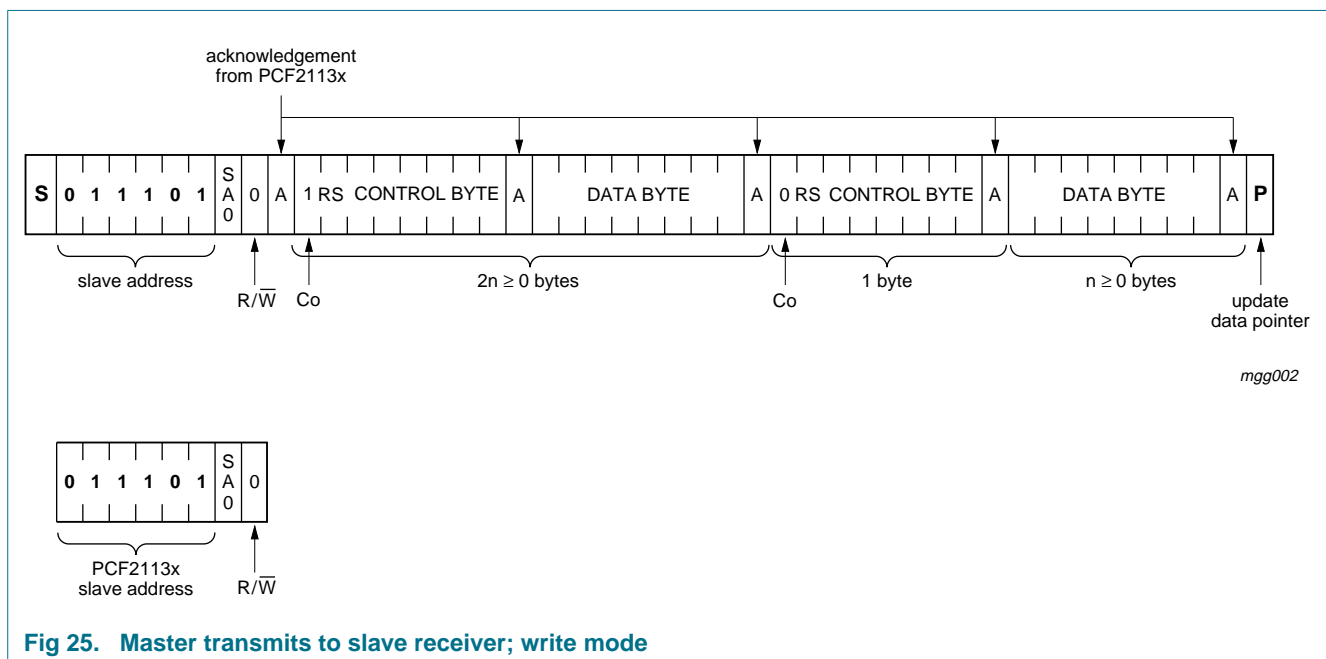 acknowledgement
from PCF2113x
S 0 1 1 1 0 1 SA0 0 A 1 RS CONTROL BYTE A DATA BYTE A 0 RS CONTROL BYTE A DATA BYTE A P
slave address
R/W̅
Co
2n ≥ 0 bytes
Co
1 byte
n ≥ 0 bytes
update
data pointer
mgg002
0 1 1 1 0 1 SA0 0
PCF2113x
slave address
R/W̅
Fig 25. Master transmits to slave receiver; write mode